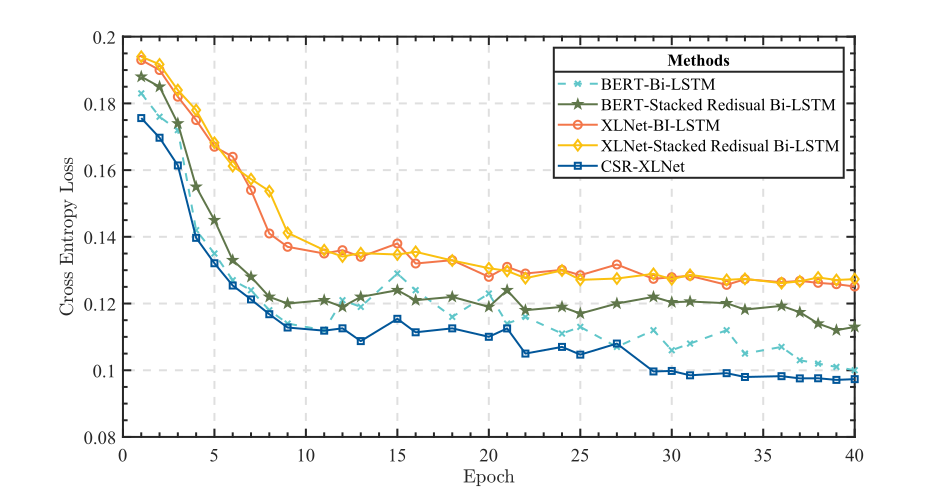 0.2
0.18
0.16
0.14
0.12
0.1
0.08
Cross Entropy Loss
Methods
BERT-Bi-LSTM
BERT-Stacked Redisual Bi-LSTM
XLNet-BI-LSTM
XLNet-Stacked Redisual Bi-LSTM
CSR-XLNet
0 5 10 15 20 25 30 35 40
Epoch